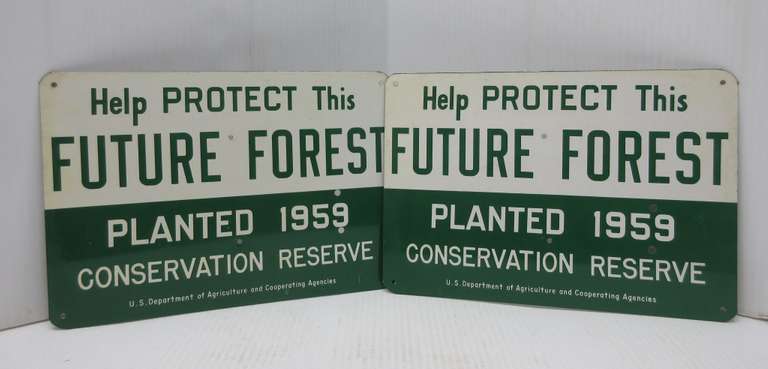 Help PROTECT This
FUTURE FOREST
PLANTED 1959
CONSERVATION RESERVE
U.S. Department of Agriculture and Cooperating Agencies
Help PROTECT This
FUTURE FOREST
PLANTED 1959
CONSERVATION RESERVE
U.S. Department of Agriculture and Cooperating Agencies